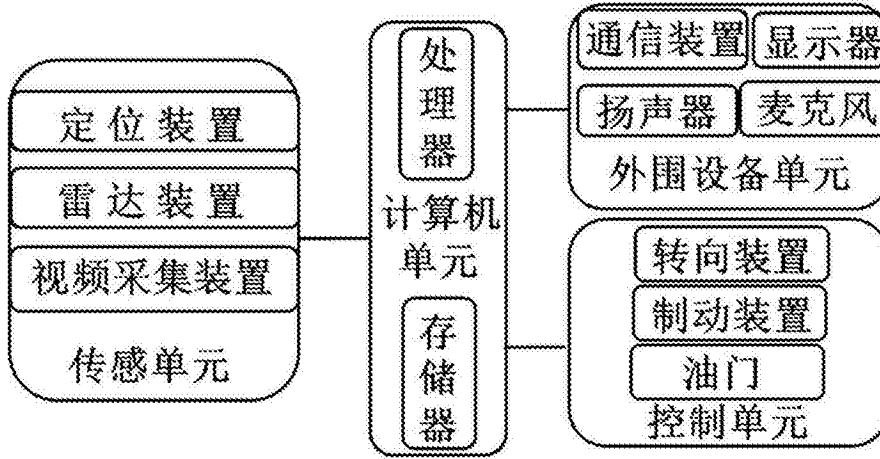 定位装置
雷达装置
视频采集装置
传感单元
处理器
计算机
单元
存储器
通信装置
显示器
扬声器
麦克风
外围设备单元
转向装置
制动装置
油门
控制单元